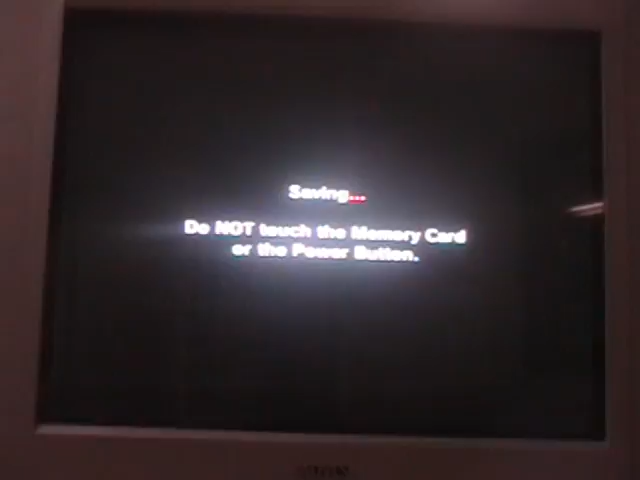 Saving...
Do NOT touch the Memory Card
or the Power Button.